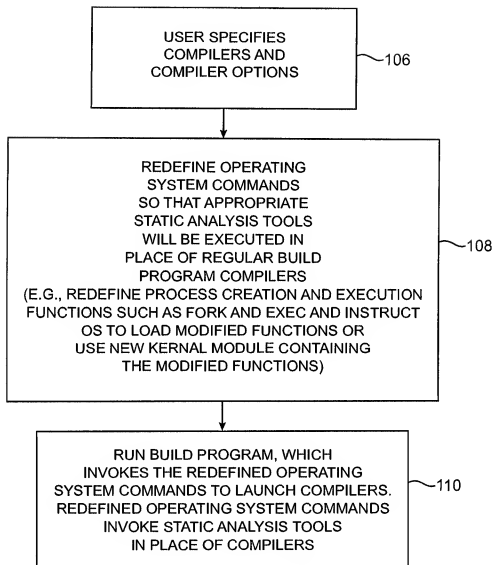 USER SPECIFIES
COMPILERS AND
COMPILER OPTIONS
106
REDEFINE OPERATING
SYSTEM COMMANDS
SO THAT APPROPRIATE
STATIC ANALYSIS TOOLS
WILL BE EXECUTED IN
PLACE OF REGULAR BUILD
PROGRAM COMPILERS
(E.G., REDEFINE PROCESS CREATION AND EXECUTION
FUNCTIONS SUCH AS FORK AND EXEC AND INSTRUCT
OS TO LOAD MODIFIED FUNCTIONS OR
USE NEW KERNAL MODULE CONTAINING
THE MODIFIED FUNCTIONS)
108
RUN BUILD PROGRAM, WHICH
INVOKES THE REDEFINED OPERATING
SYSTEM COMMANDS TO LAUNCH COMPILERS.
REDEFINED OPERATING SYSTEM COMMANDS
INVOKE STATIC ANALYSIS TOOLS
IN PLACE OF COMPILERS
110